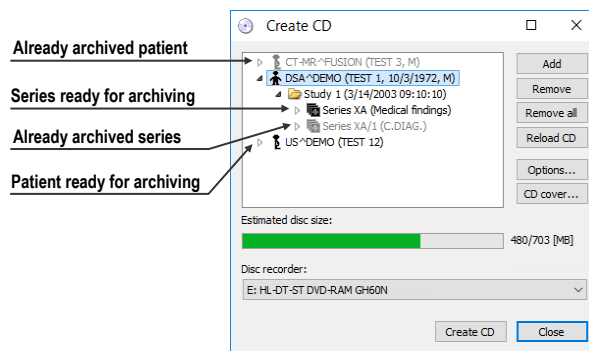 Create CD
Already archived patient
CT-MR^FUSION (TEST 3, M)
Add
DSA^DEMO (TEST 1, 10/3/1972, M)
Remove
Study 1 (3/14/2003 09:10:10)
Series ready for archiving
Series XA (Medical findings)
Remove all
Series XA/1 (C.DIAG.)
Already archived series
Reload CD
US^DEMO (TEST 12)
Options...
Patient ready for archiving
CD cover...
Estimated disc size:
480/703 [MB]
Disc recorder:
E: HL-DT-ST DVD-RAM GH60N
Create CD
Close